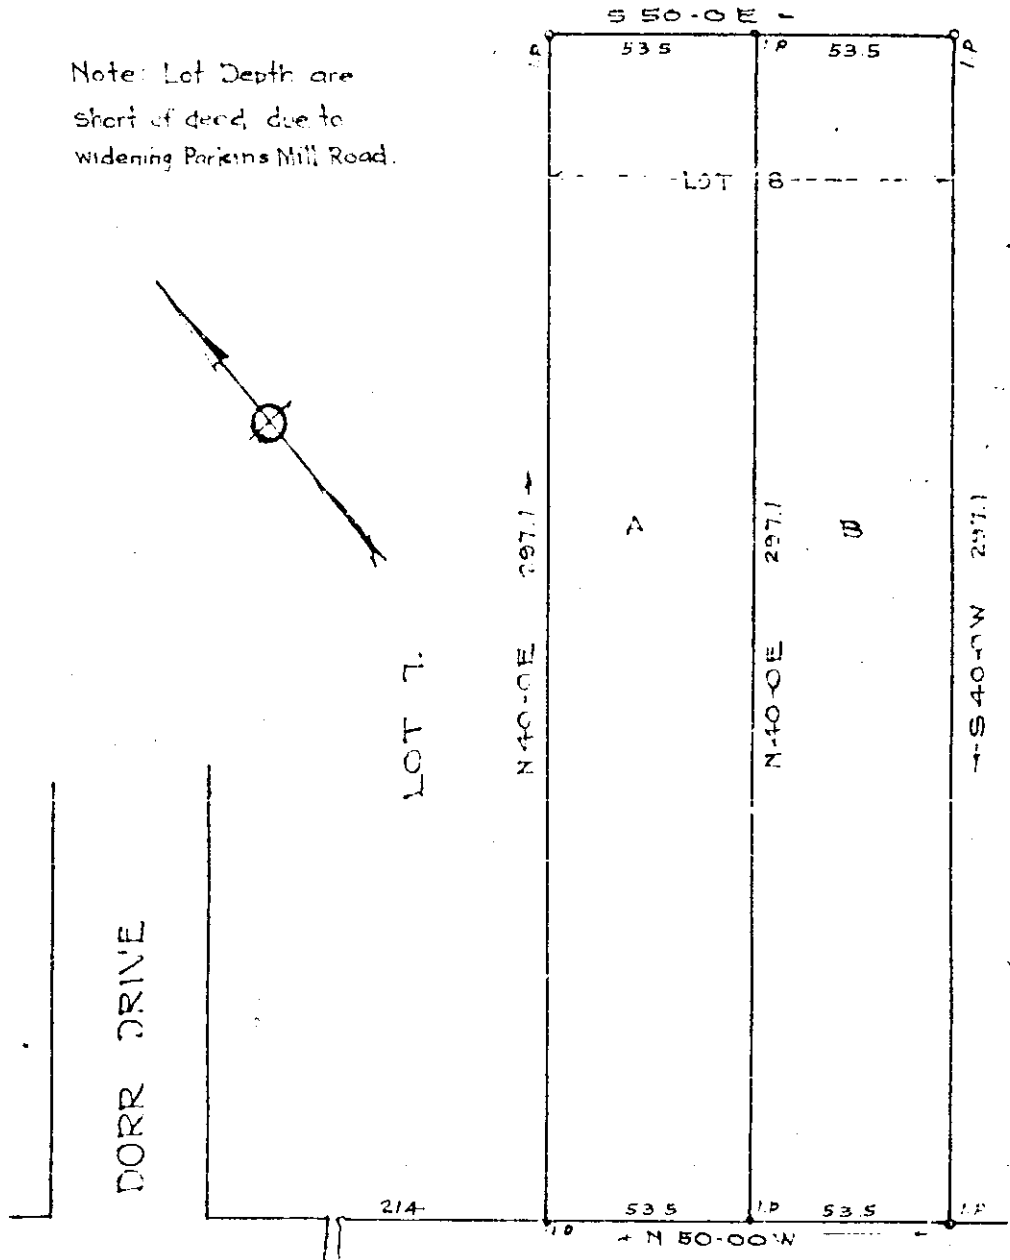 S 50-0 E -
53.5
I.P
53.5
I.P
I.P
Note: Lot Depth are
short of deed, due to
widening Parkins Mill Road.
LOT 8
N 40-0E 297.1
A
N-40-0E 297.1
B
S 40-0W 297.1
LOT 7.
DORR DRIVE
214
I.P
53.5
I.P
53.5
I.P
N 50-00 W